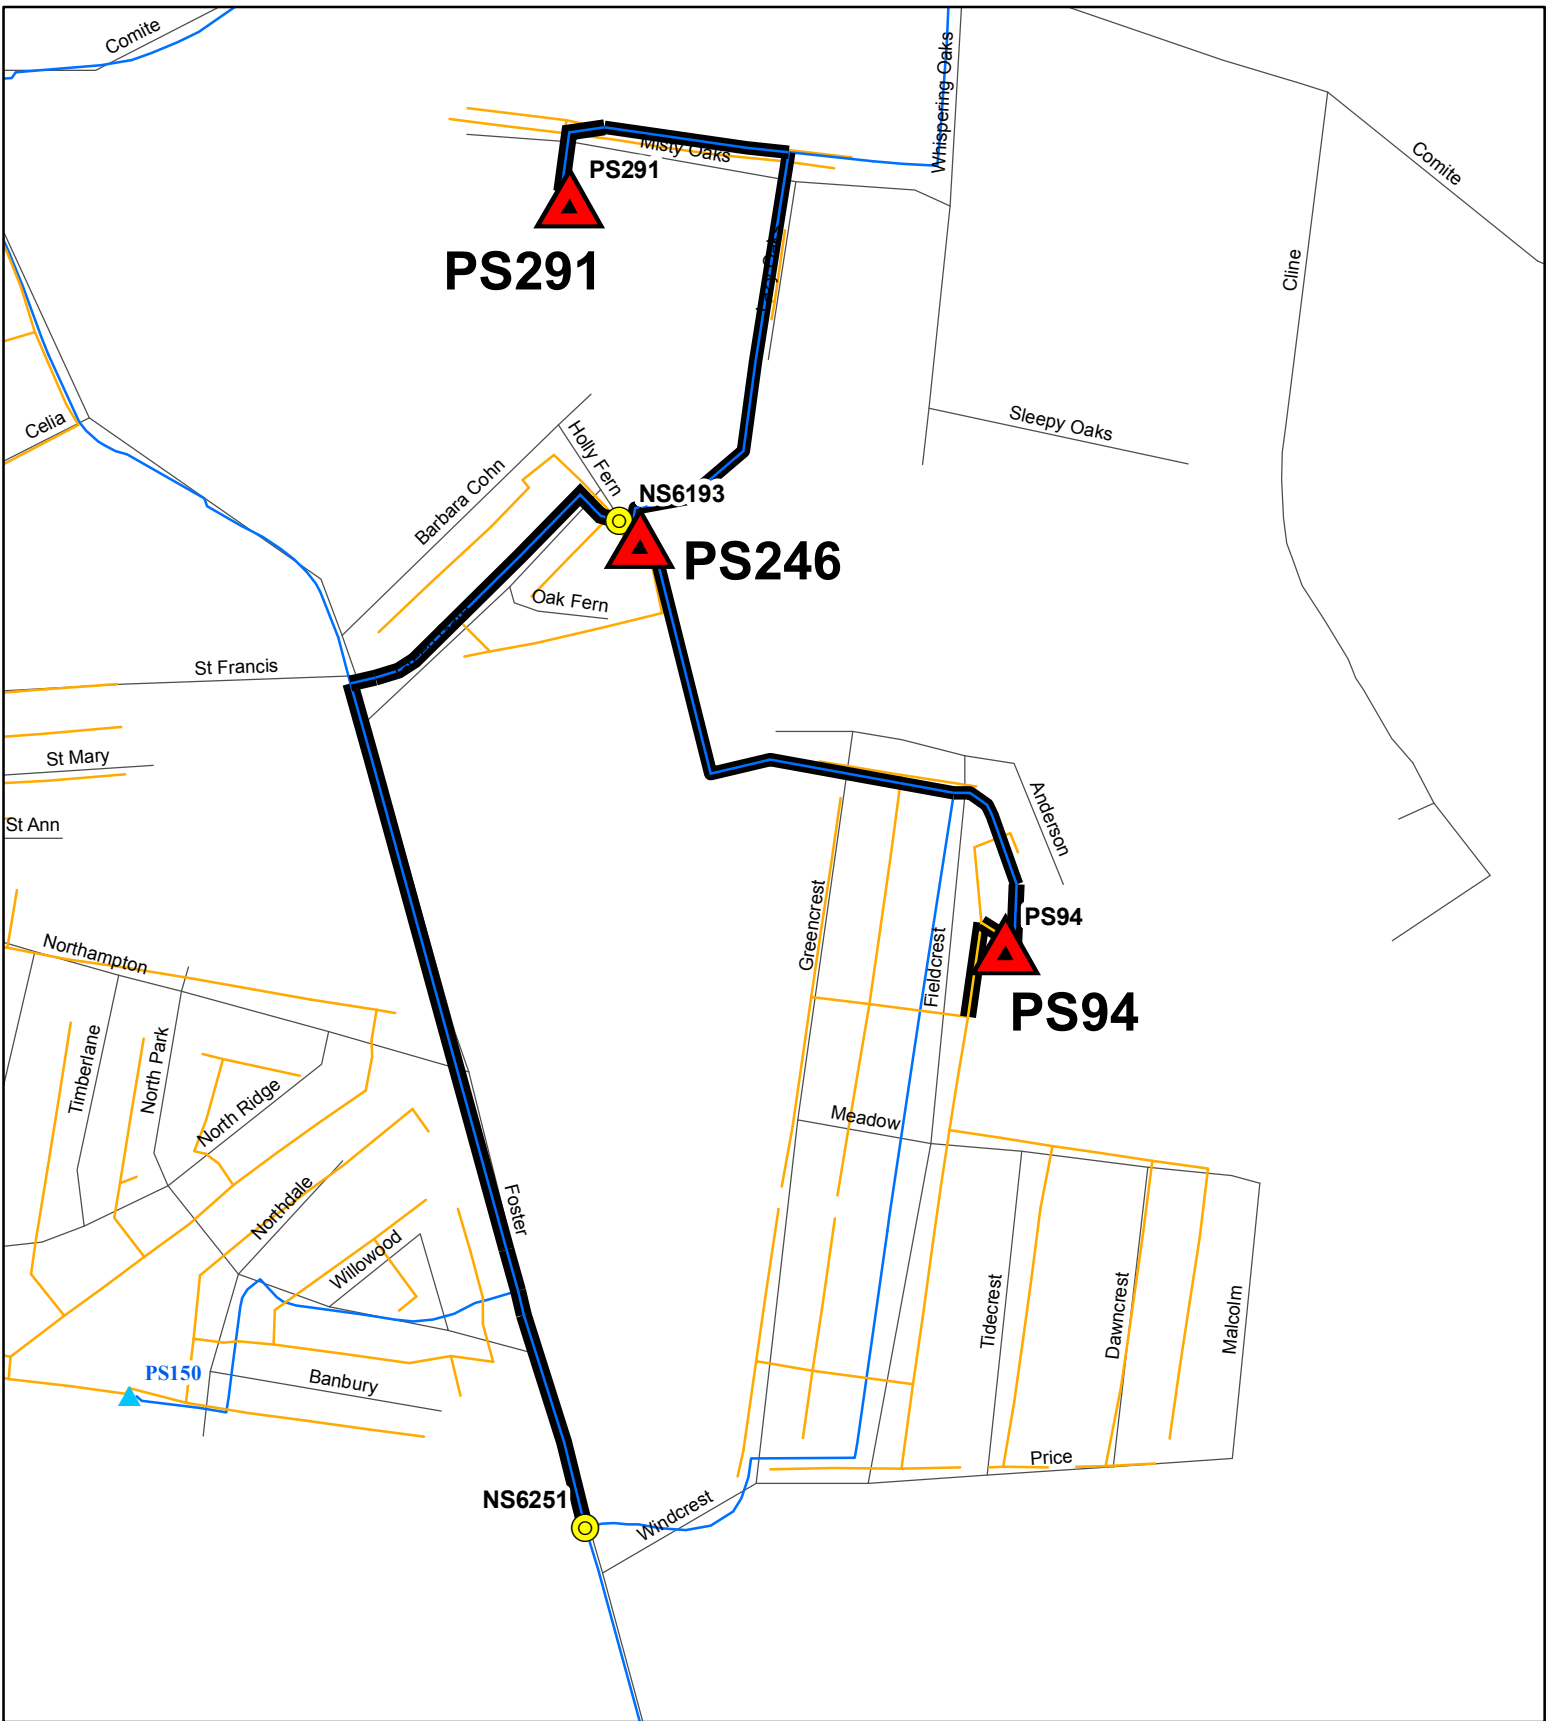 Comite
Whispering Oaks
Misty Oaks
PS291
Comite
PS291
Cline
Celia
Sleepy Oaks
Holly Fern
Barbara Cohn
NS6193
PS246
Oak Fern
St Francis
St Mary
Anderson
St Ann
Greencrest
PS94
Fieldcrest
Northampton
PS94
Timberlane
North Park
North Ridge
Meadow
Northdale
Foster
Willowood
Tidecrest
Dawncrest
Malcolm
PS150
Banbury
Price
NS6251
Windcrest